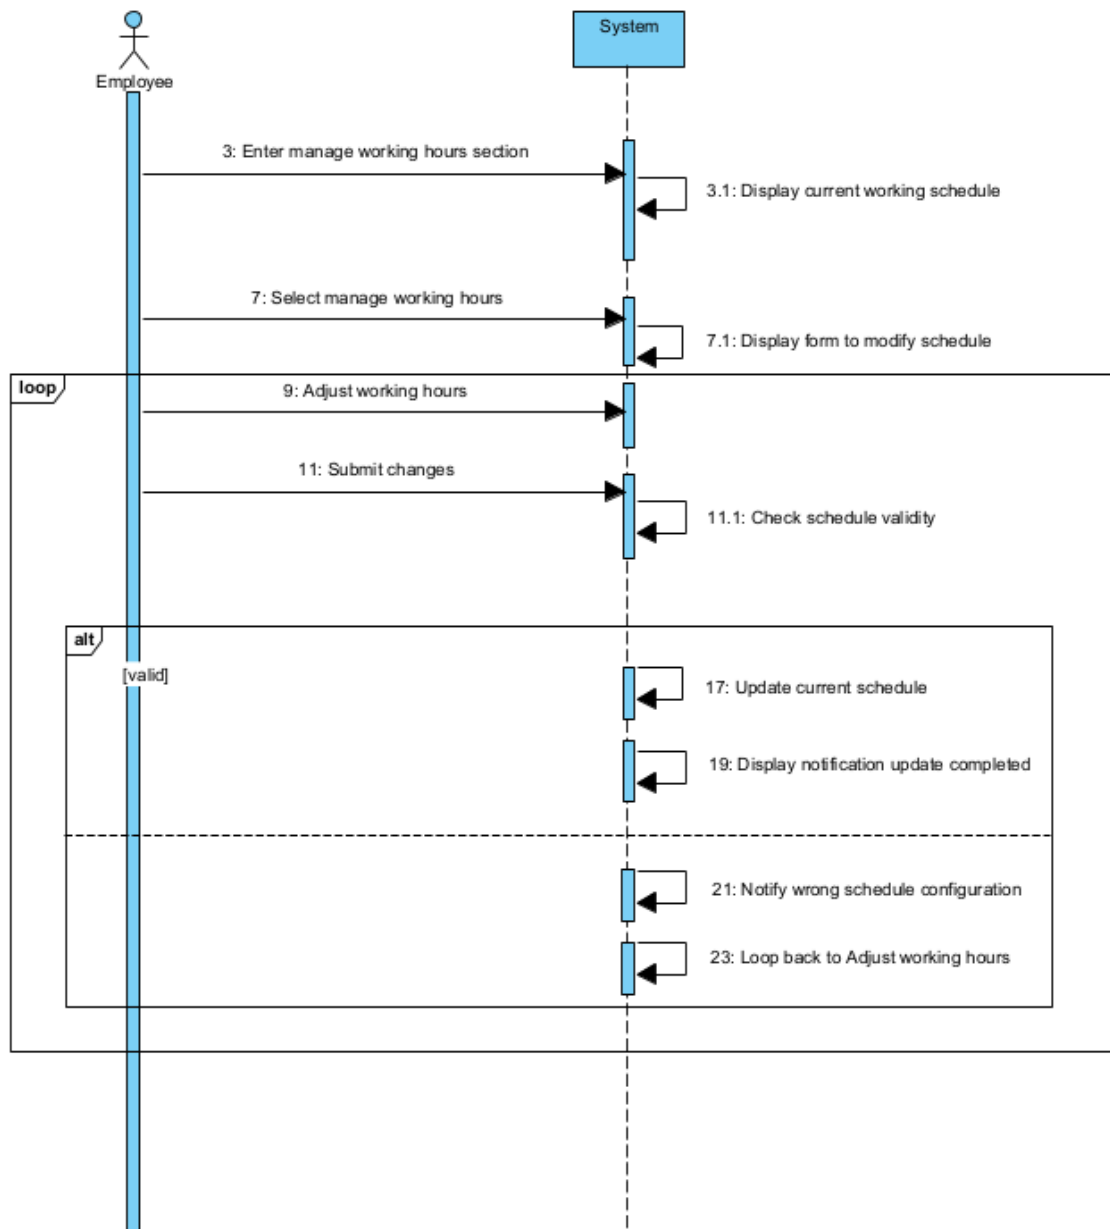 System
Employee
3: Enter manage working hours section
3.1: Display current working schedule
7: Select manage working hours
7.1: Display form to modify schedule
loop
9: Adjust working hours
11: Submit changes
11.1: Check schedule validity
alt
[valid]
17: Update current schedule
19: Display notification update completed
21: Notify wrong schedule configuration
23: Loop back to Adjust working hours